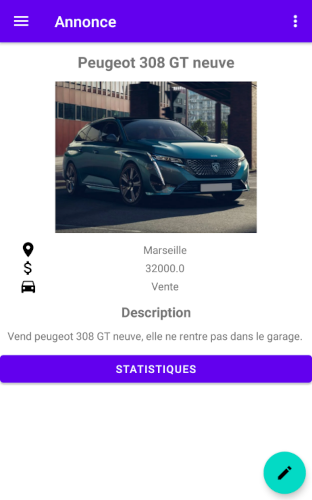 Annonce
Peugeot 308 GT neuve
Marseille
$ 32000.0
Vente
Description
Vend peugeot 308 GT neuve, elle ne rentre pas dans le garage.
STATISTIQUES